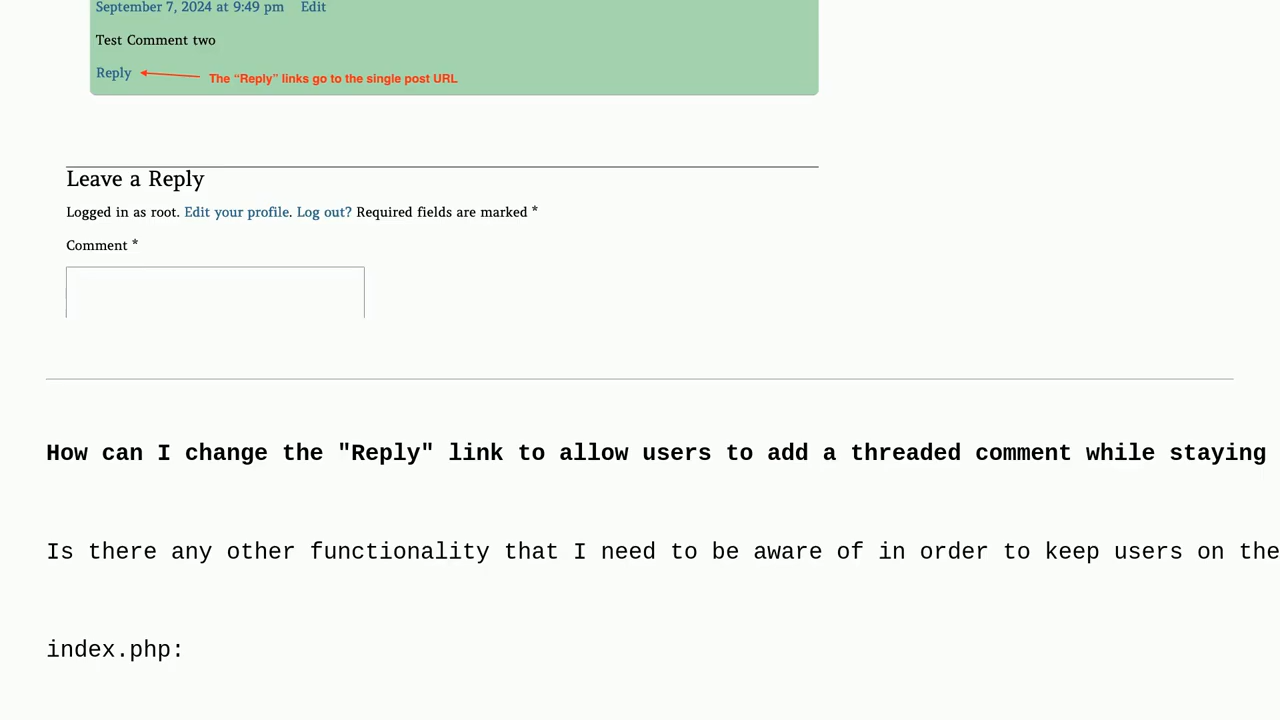 September 7, 2024 at 9:49 pm Edit
Test Comment two
Reply
The “Reply” links go to the single post URL
Leave a Reply
Logged in as root. Edit your profile. Log out? Required fields are marked *
Comment *
How can I change the "Reply" link to allow users to add a threaded comment while staying
Is there any other functionality that I need to be aware of in order to keep users on the
index.php: